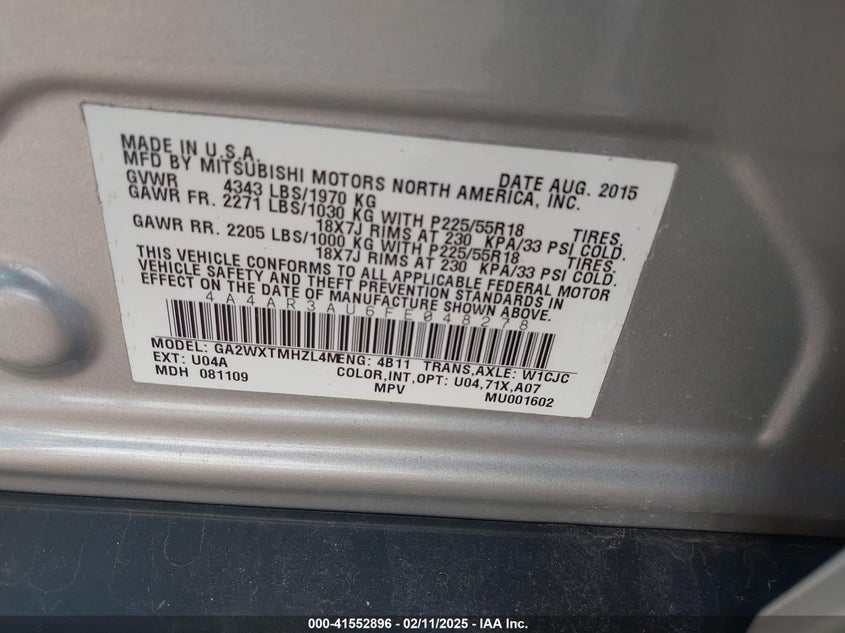 MADE IN U.S.A. DATE AUG. 2015
MFD BY MITSUBISHI MOTORS NORTH AMERICA, INC.
GVWR 4343 LBS/1970 KG
GAWR FR. 2271 LBS/1030 KG WITH P225/55R18 TIRES.
18X7J RIMS AT 230 KPA/33 PSI COLD.
GAWR RR. 2205 LBS/1000 KG WITH P225/55R18 TIRES.
18X7J RIMS AT 230 KPA/33 PSI COLD.
THIS VEHICLE CONFORMS TO ALL APPLICABLE FEDERAL MOTOR
VEHICLE SAFETY AND THEFT PREVENTION STANDARDS IN
EFFECT ON THE DATE OF MANUFACTURE SHOWN ABOVE.
4A4AR3AU6FE048278
MODEL: GA2WXTMHZL4M ENG: 4B11 TRANS,AXLE: W1CJC
EXT: U04A COLOR,INT,OPT: U04,71X,A07
MDH 081109 MPV MU001602
000-41552896 - 02/11/2025 - IAA Inc.